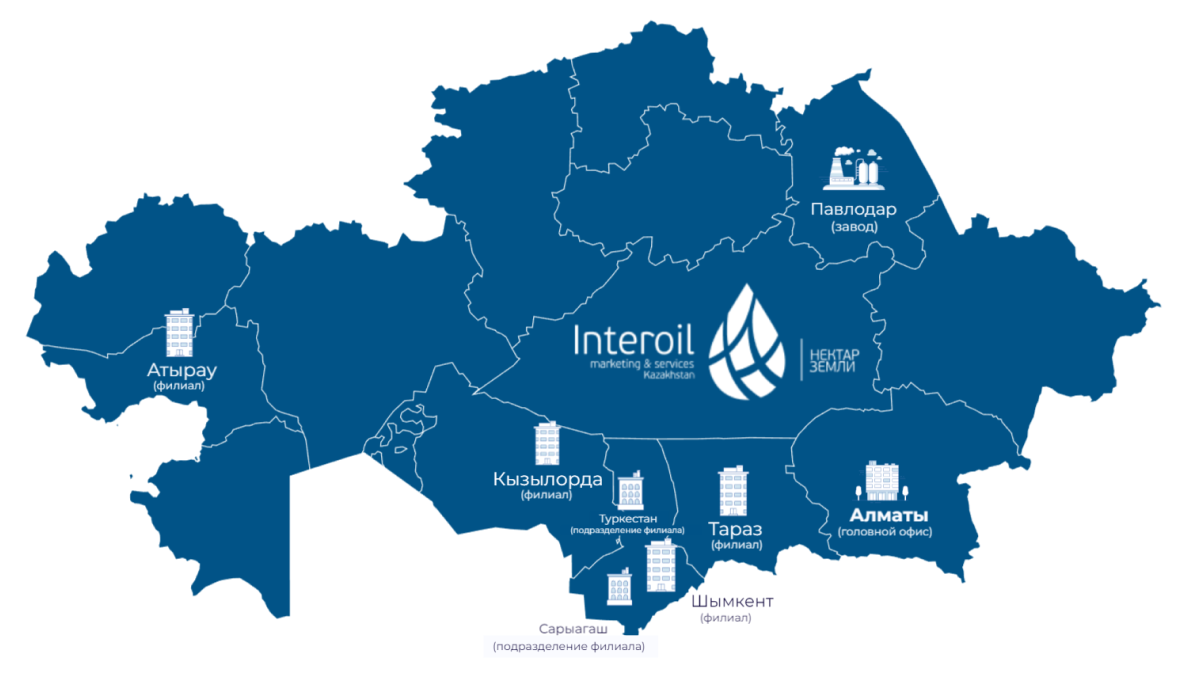 Павлодар
(завод)
Interoil
marketing & services
Kazakhstan
НЕКТАР
ЗЕМЛИ
Атырау
(филиал)
Кызылорда
(филиал)
Туркестан
(подразделение филиала)
Тараз
(филиал)
Алматы
(головной офис)
Шымкент
(филиал)
Сарыагаш
(подразделение филиала)